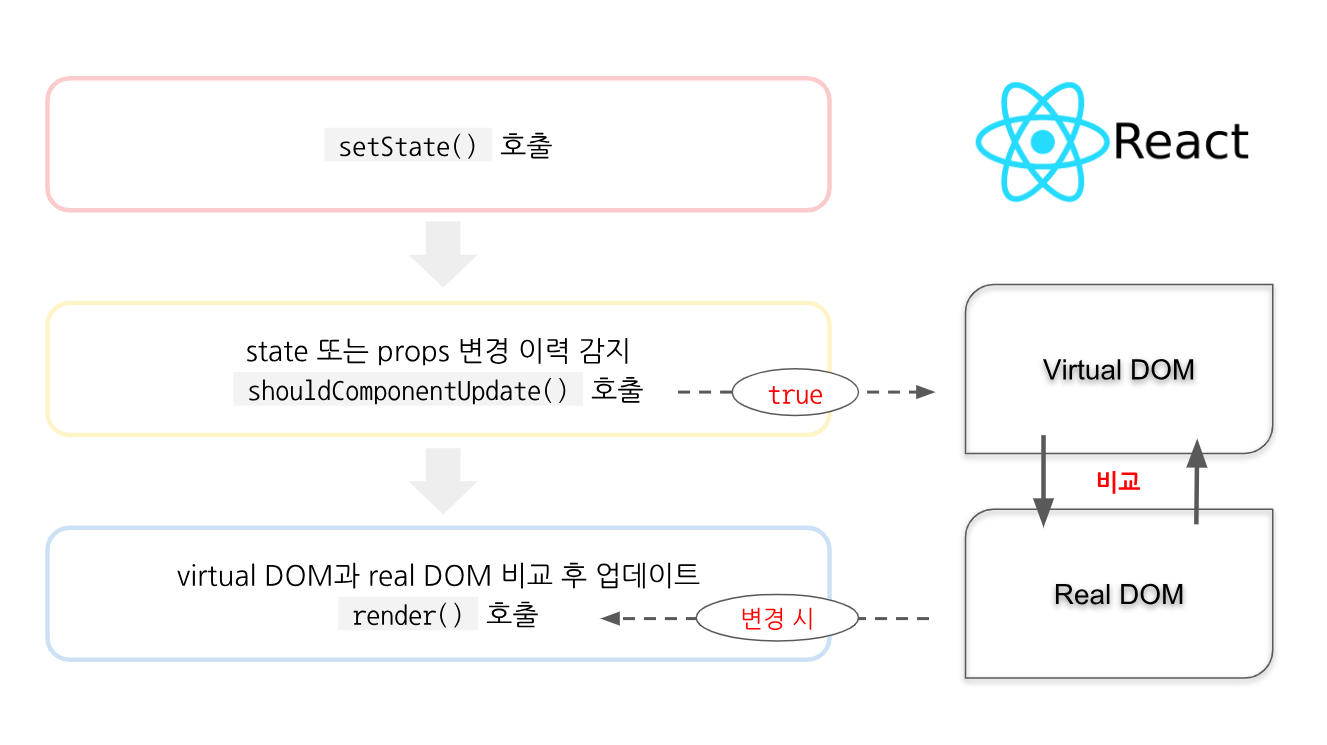 setState() 호출
React
state 또는 props 변경 이력 감지
shouldComponentUpdate() 호출
true
Virtual DOM
비교
virtual DOM과 real DOM 비교 후 업데이트
render() 호출
변경 시
Real DOM